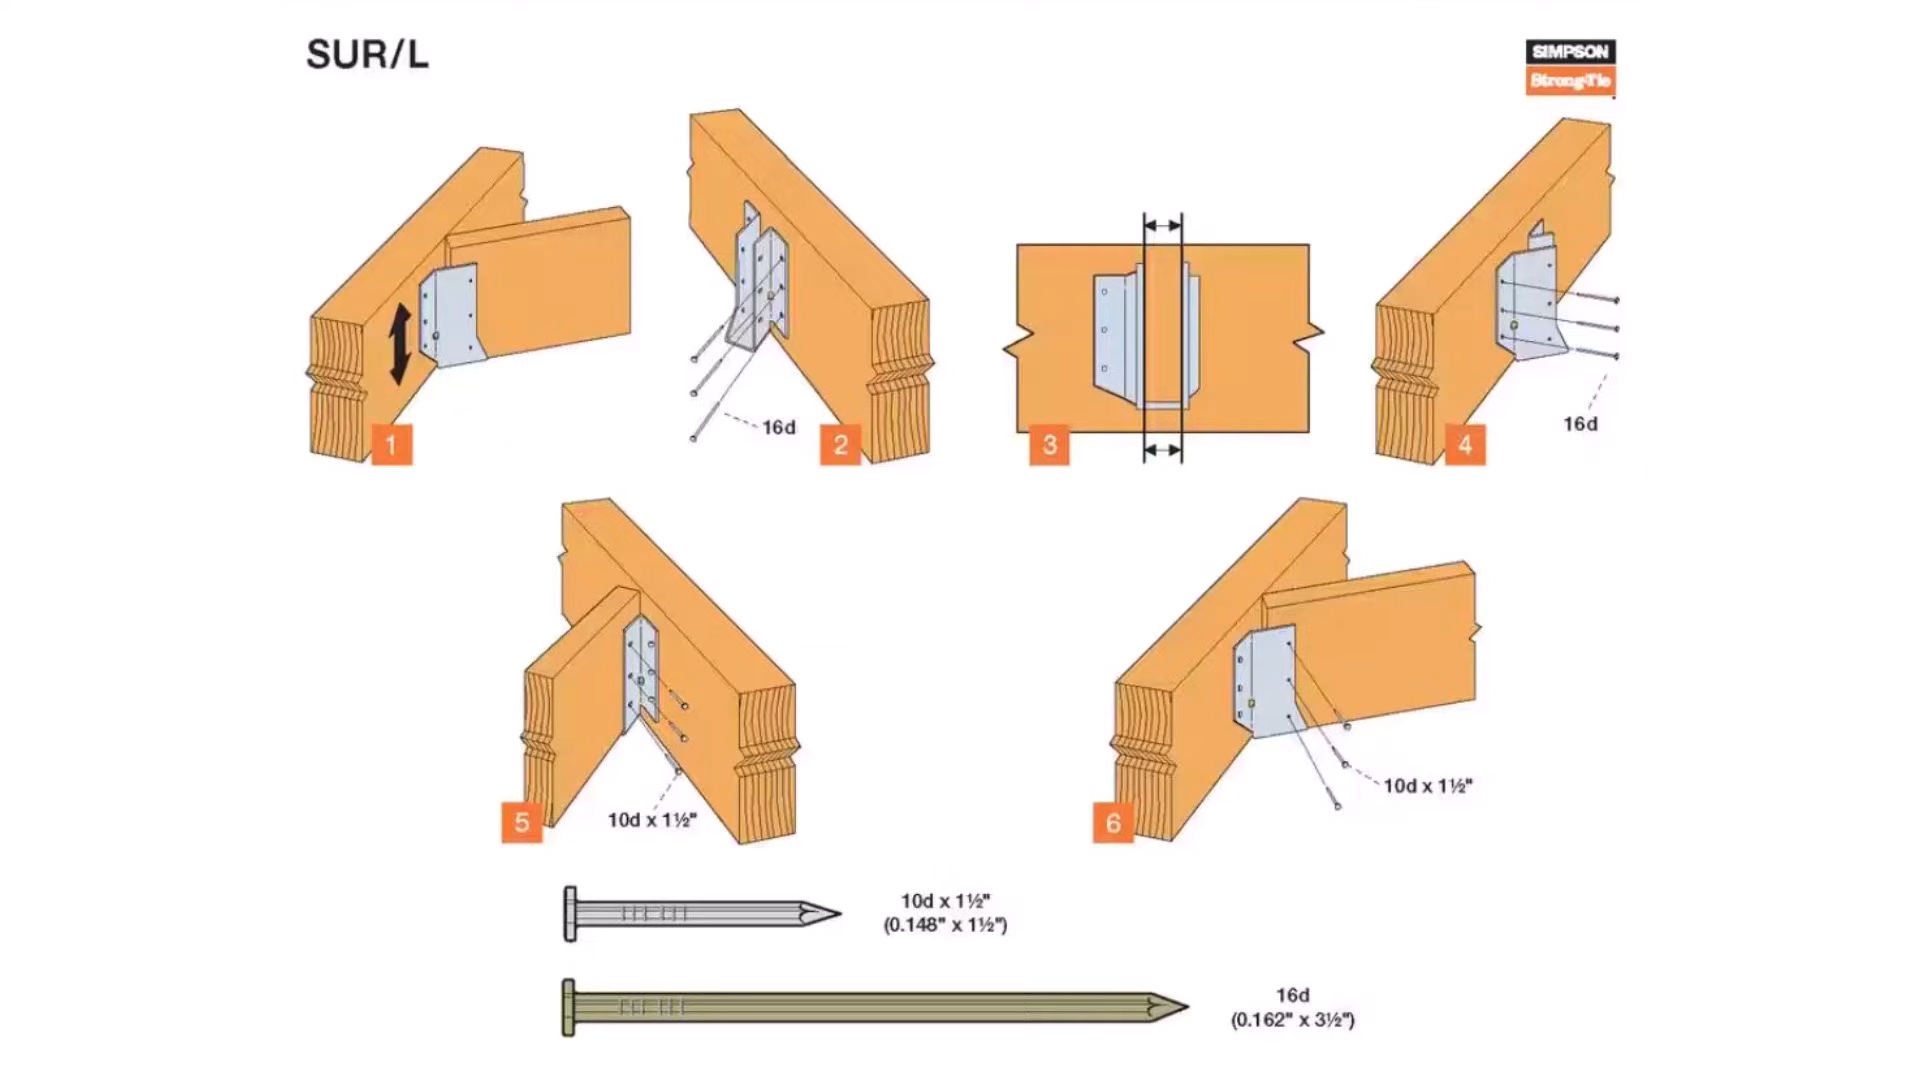 SUR/L
SIMPSON
Strong-Tie
1
16d
2
3
16d
4
5
10d x 1½"
6
10d x 1½"
10d x 1½"
(0.148" x 1½")
16d
(0.162" x 3½")